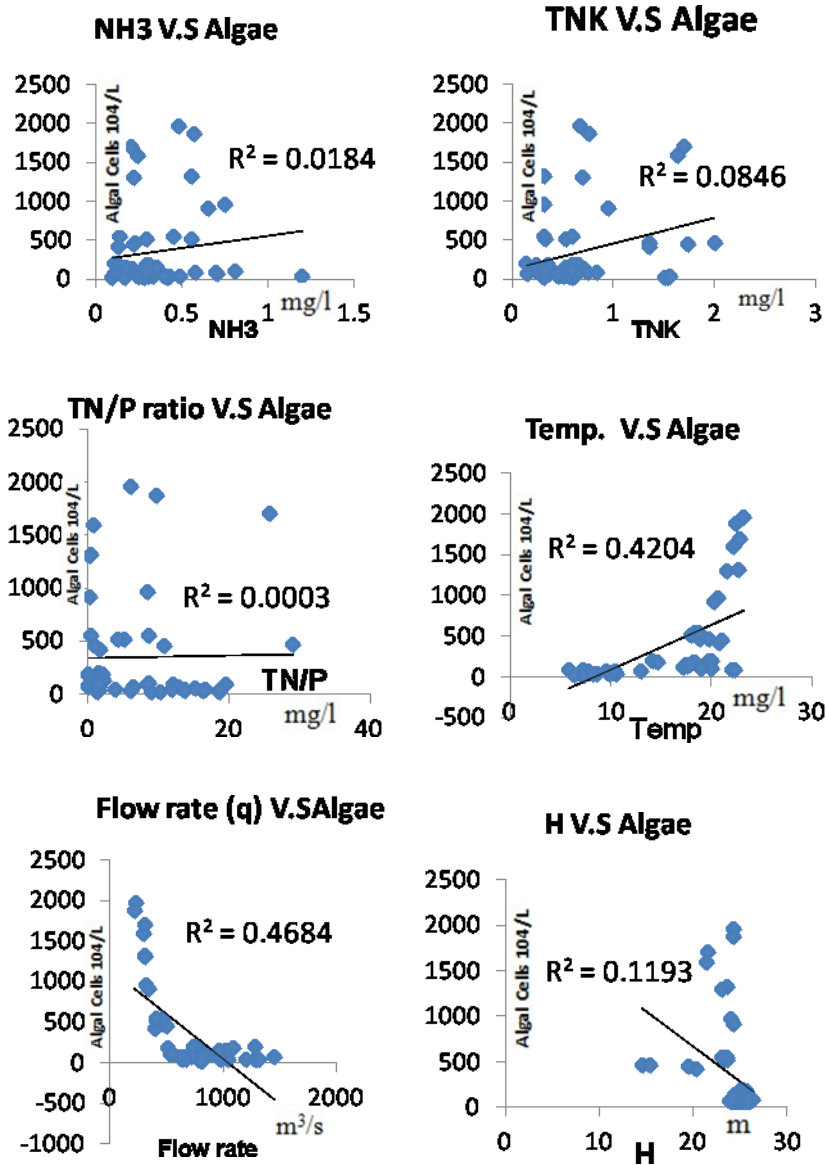 NH3 V.S Algae
2500
2000
1500
1000
500
0
Algal Cells 104/L
R² = 0.0184
0 0.5 1 1.5
mg/l
NH3
TNK V.S Algae
2500
2000
1500
1000
500
0
Algal Cells 104/L
R² = 0.0846
0 1 2
mg/l
TNK
TN/P ratio V.S Algae
2500
2000
1500
1000
500
0
Algal Cells 104/L
R² = 0.0003
TN/P
0 20 40
mg/l
Temp. V.S Algae
2500
2000
1500
1000
500
0
-500
Algal Cells 104/L
R² = 0.4204
0 10 20 30
mg/l
Temp
Flow rate (q) V.SAlgae
2500
2000
1500
1000
500
0
-500
-1000
Algal Cells 104/L
R² = 0.4684
0 1000 2000
m³/s
Flow rate
H V.S Algae
2500
2000
1500
1000
500
0
Algal Cells 104/L
R² = 0.1193
0 10 20 30
m
H